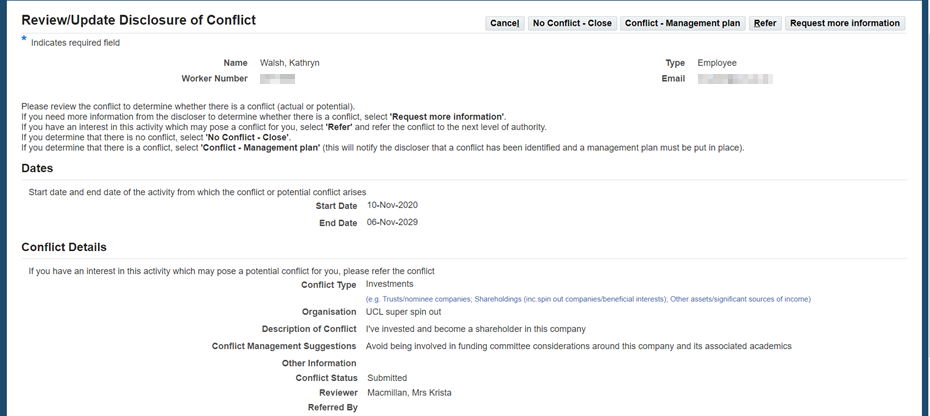 Review/Update Disclosure of Conflict
Cancel No Conflict - Close Conflict - Management plan Refer Request more information
* Indicates required field
Name Walsh, Kathryn Type Employee
Worker Number Email
Please review the conflict to determine whether there is a conflict (actual or potential).
If you need more information from the discloser to determine whether there is a conflict, select 'Request more information'.
If you have an interest in this activity which may pose a conflict for you, select 'Refer' and refer the conflict to the next level of authority.
If you determine that there is no conflict, select 'No Conflict - Close'.
If you determine that there is a conflict, select 'Conflict - Management plan' (this will notify the discloser that a conflict has been identified and a management plan must be put in place).
Dates
Start date and end date of the activity from which the conflict or potential conflict arises
Start Date 10-Nov-2020
End Date 06-Nov-2029
Conflict Details
If you have an interest in this activity which may pose a potential conflict for you, please refer the conflict
Conflict Type Investments
(e.g. Trusts/nominee companies; Shareholdings (inc.spin out companies/beneficial interests); Other assets/significant sources of income)
Organisation UCL super spin out
Description of Conflict I've invested and become a shareholder in this company
Conflict Management Suggestions Avoid being involved in funding committee considerations around this company and its associated academics
Other Information
Conflict Status Submitted
Reviewer Macmillan, Mrs Krista
Referred By